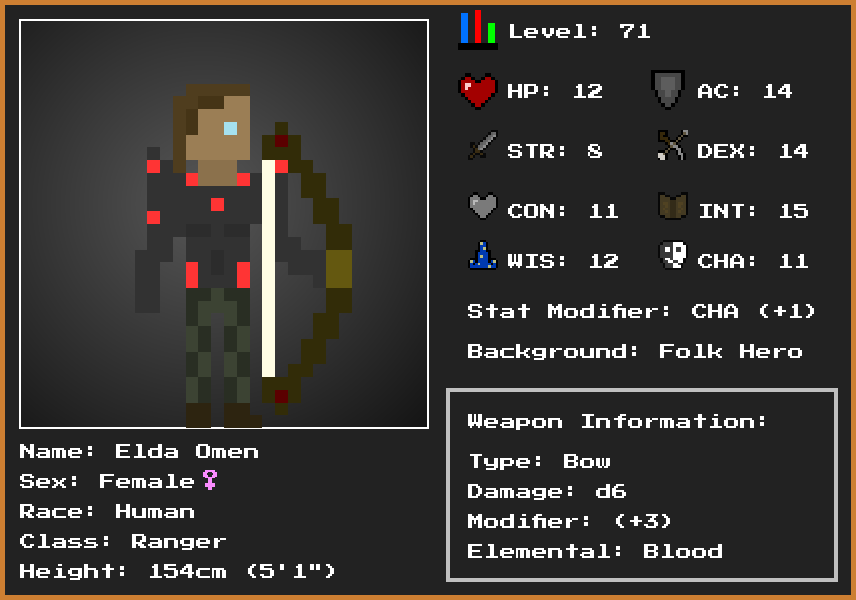 Level: 71
HP: 12
AC: 14
STR: 8
DEX: 14
CON: 11
INT: 15
WIS: 12
CHA: 11
Stat Modifier: CHA (+1)
Background: Folk Hero
Name: Elda Omen
Sex: Female♀
Race: Human
Class: Ranger
Height: 154cm (5'1")
Weapon Information:
Type: Bow
Damage: d6
Modifier: (+3)
Elemental: Blood